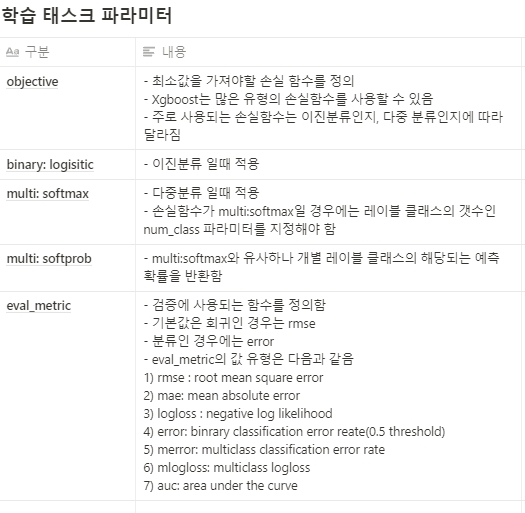 학습 태스크 파라미터
Aa 구분
내용
objective
- 최소값을 가져야할 손실 함수를 정의
- Xgboost는 많은 유형의 손실함수를 사용할 수 있음
- 주로 사용되는 손실함수는 이진분류인지, 다중 분류인지에 따라
달라짐
binary: logisitic
- 이진분류 일때 적용
multi: softmax
- 다중분류 일때 적용
- 손실함수가 multi:softmax일 경우에는 레이블 클래스의 갯수인
num_class 파라미터를 지정해야 함
multi: softprob
- multi:softmax와 유사하나 개별 레이블 클래스의 해당되는 예측
확률을 반환함
eval_metric
- 검증에 사용되는 함수를 정의함
- 기본값은 회귀인 경우는 rmse
- 분류인 경우에는 error
- eval_metric의 값 유형은 다음과 같음
1) rmse : root mean square error
2) mae: mean absolute error
3) logloss : negative log likelihood
4) error: binrary classification error reate(0.5 threshold)
5) merror: multiclass classification error rate
6) mlogloss: multiclass logloss
7) auc: area under the curve